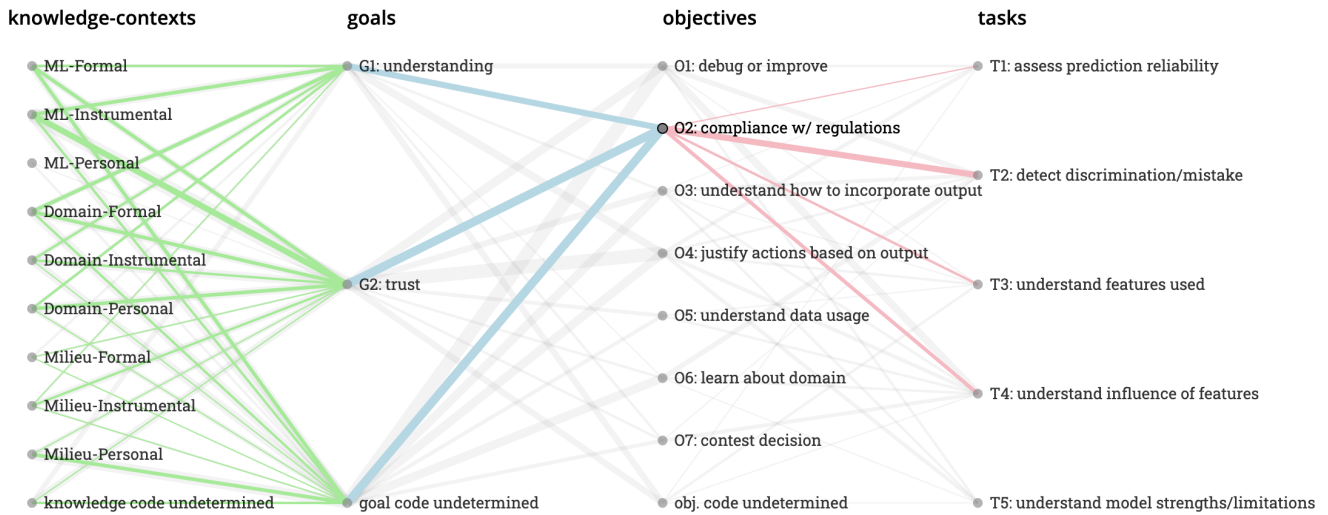 knowledge-contexts
goals
objectives
tasks
ML-Formal
ML-Instrumental
ML-Personal
Domain-Formal
Domain-Instrumental
Domain-Personal
Milieu-Formal
Milieu-Instrumental
Milieu-Personal
knowledge code undetermined
G1: understanding
G2: trust
goal code undetermined
O1: debug or improve
O2: compliance w/ regulations
O3: understand how to incorporate output
O4: justify actions based on output
O5: understand data usage
O6: learn about domain
O7: contest decision
obj. code undetermined
T1: assess prediction reliability
T2: detect discrimination/mistake
T3: understand features used
T4: understand influence of features
T5: understand model strengths/limitations